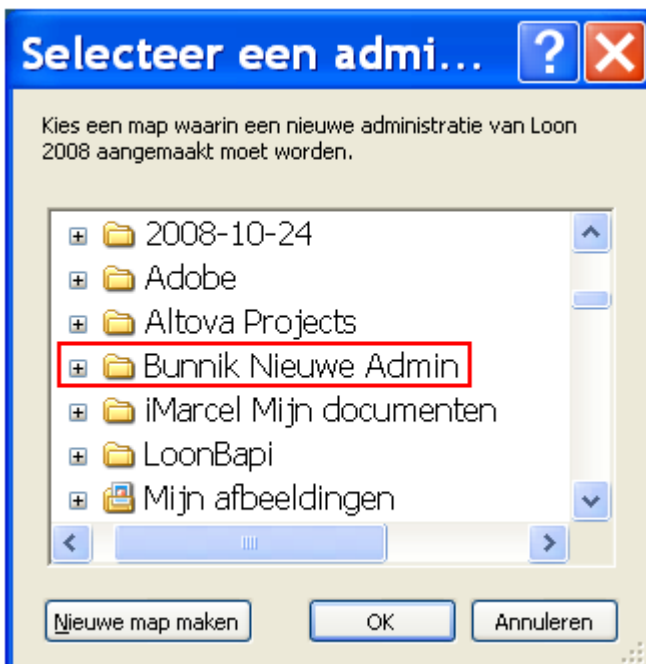 Selecteer een admi...
Kies een map waarin een nieuwe administratie van Loon
2008 aangemaakt moet worden.
2008-10-24
Adobe
Altova Projects
Bunnik Nieuwe Admin
iMarcel Mijn documenten
LoonBapi
Mijn afbeeldingen
Nieuwe map maken
OK
Annuleren